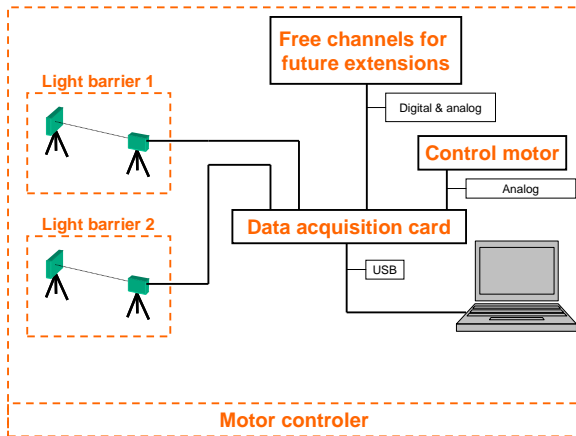 Free channels for
future extensions
Light barrier 1
Digital & analog
Control motor
Analog
Light barrier 2
Data acquisition card
USB
Motor controler